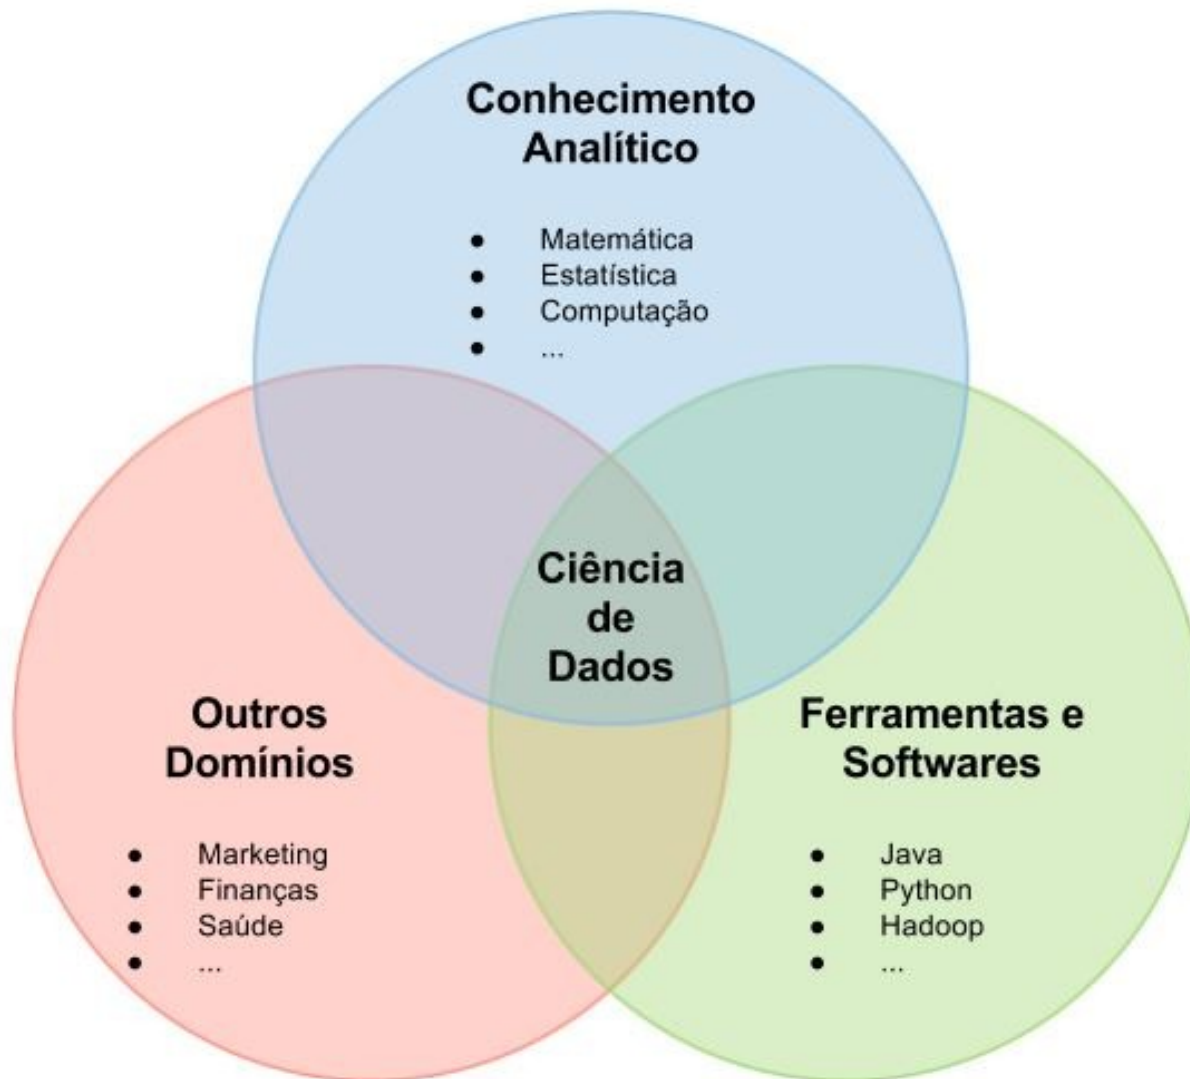 Conhecimento
Analítico
● Matemática
● Estatística
● Computação
● ...
Ciência
de
Dados
Outros
Domínios
● Marketing
● Finanças
● Saúde
● ...
Ferramentas e
Softwares
● Java
● Python
● Hadoop
● ...